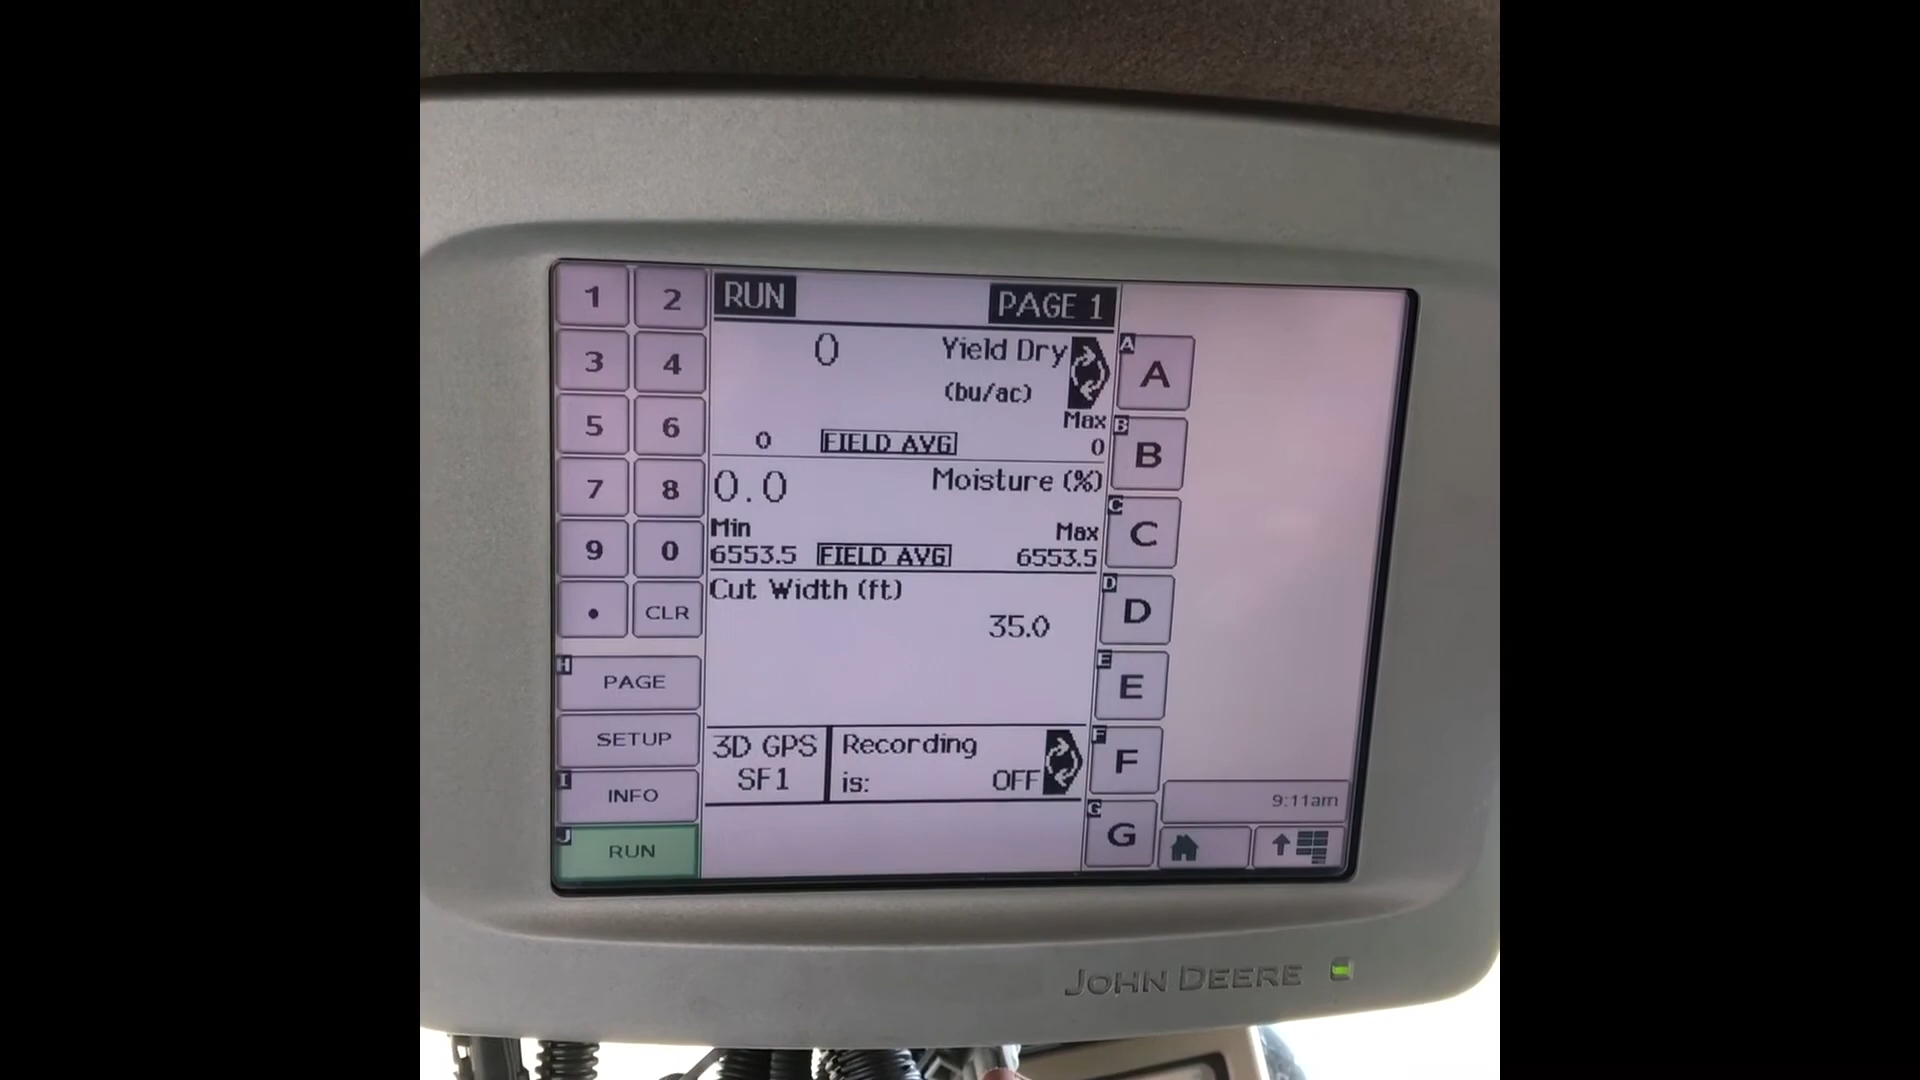 1 2
3 4
5 6
7 8
9 0
. CLR
H
PAGE
SETUP
I
INFO
J
RUN
RUN PAGE 1
0 Yield Dry
(bu/ac)
Max
0 FIELD AVG 0
0.0 Moisture (%)
Min Max
6553.5 FIELD AVG 6553.5
Cut Width (ft)
35.0
3D GPS
SF1
Recording
is: OFF
A A
B B
C C
D D
E E
F F
G G
9:11am
JOHN DEERE